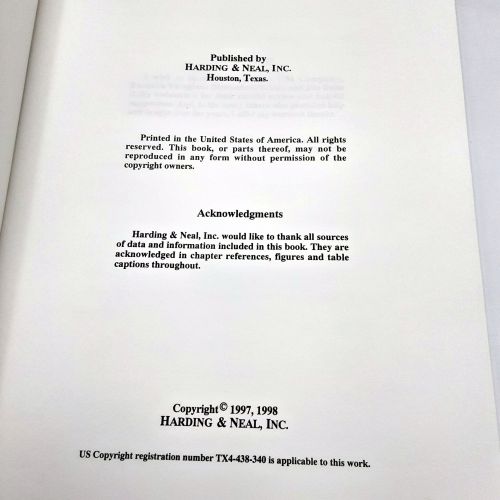 Published by
HARDING & NEAL, INC.
Houston, Texas.
Printed in the United States of America. All rights
reserved. This book, or parts thereof, may not be
reproduced in any form without permission of the
copyright owners.
Acknowledgments
Harding & Neal, Inc. would like to thank all sources
of data and information included in this book. They are
acknowledged in chapter references, figures and table
captions throughout.
Copyright© 1997, 1998
HARDING & NEAL, INC.
US Copyright registration number TX4-438-340 is applicable to this work.